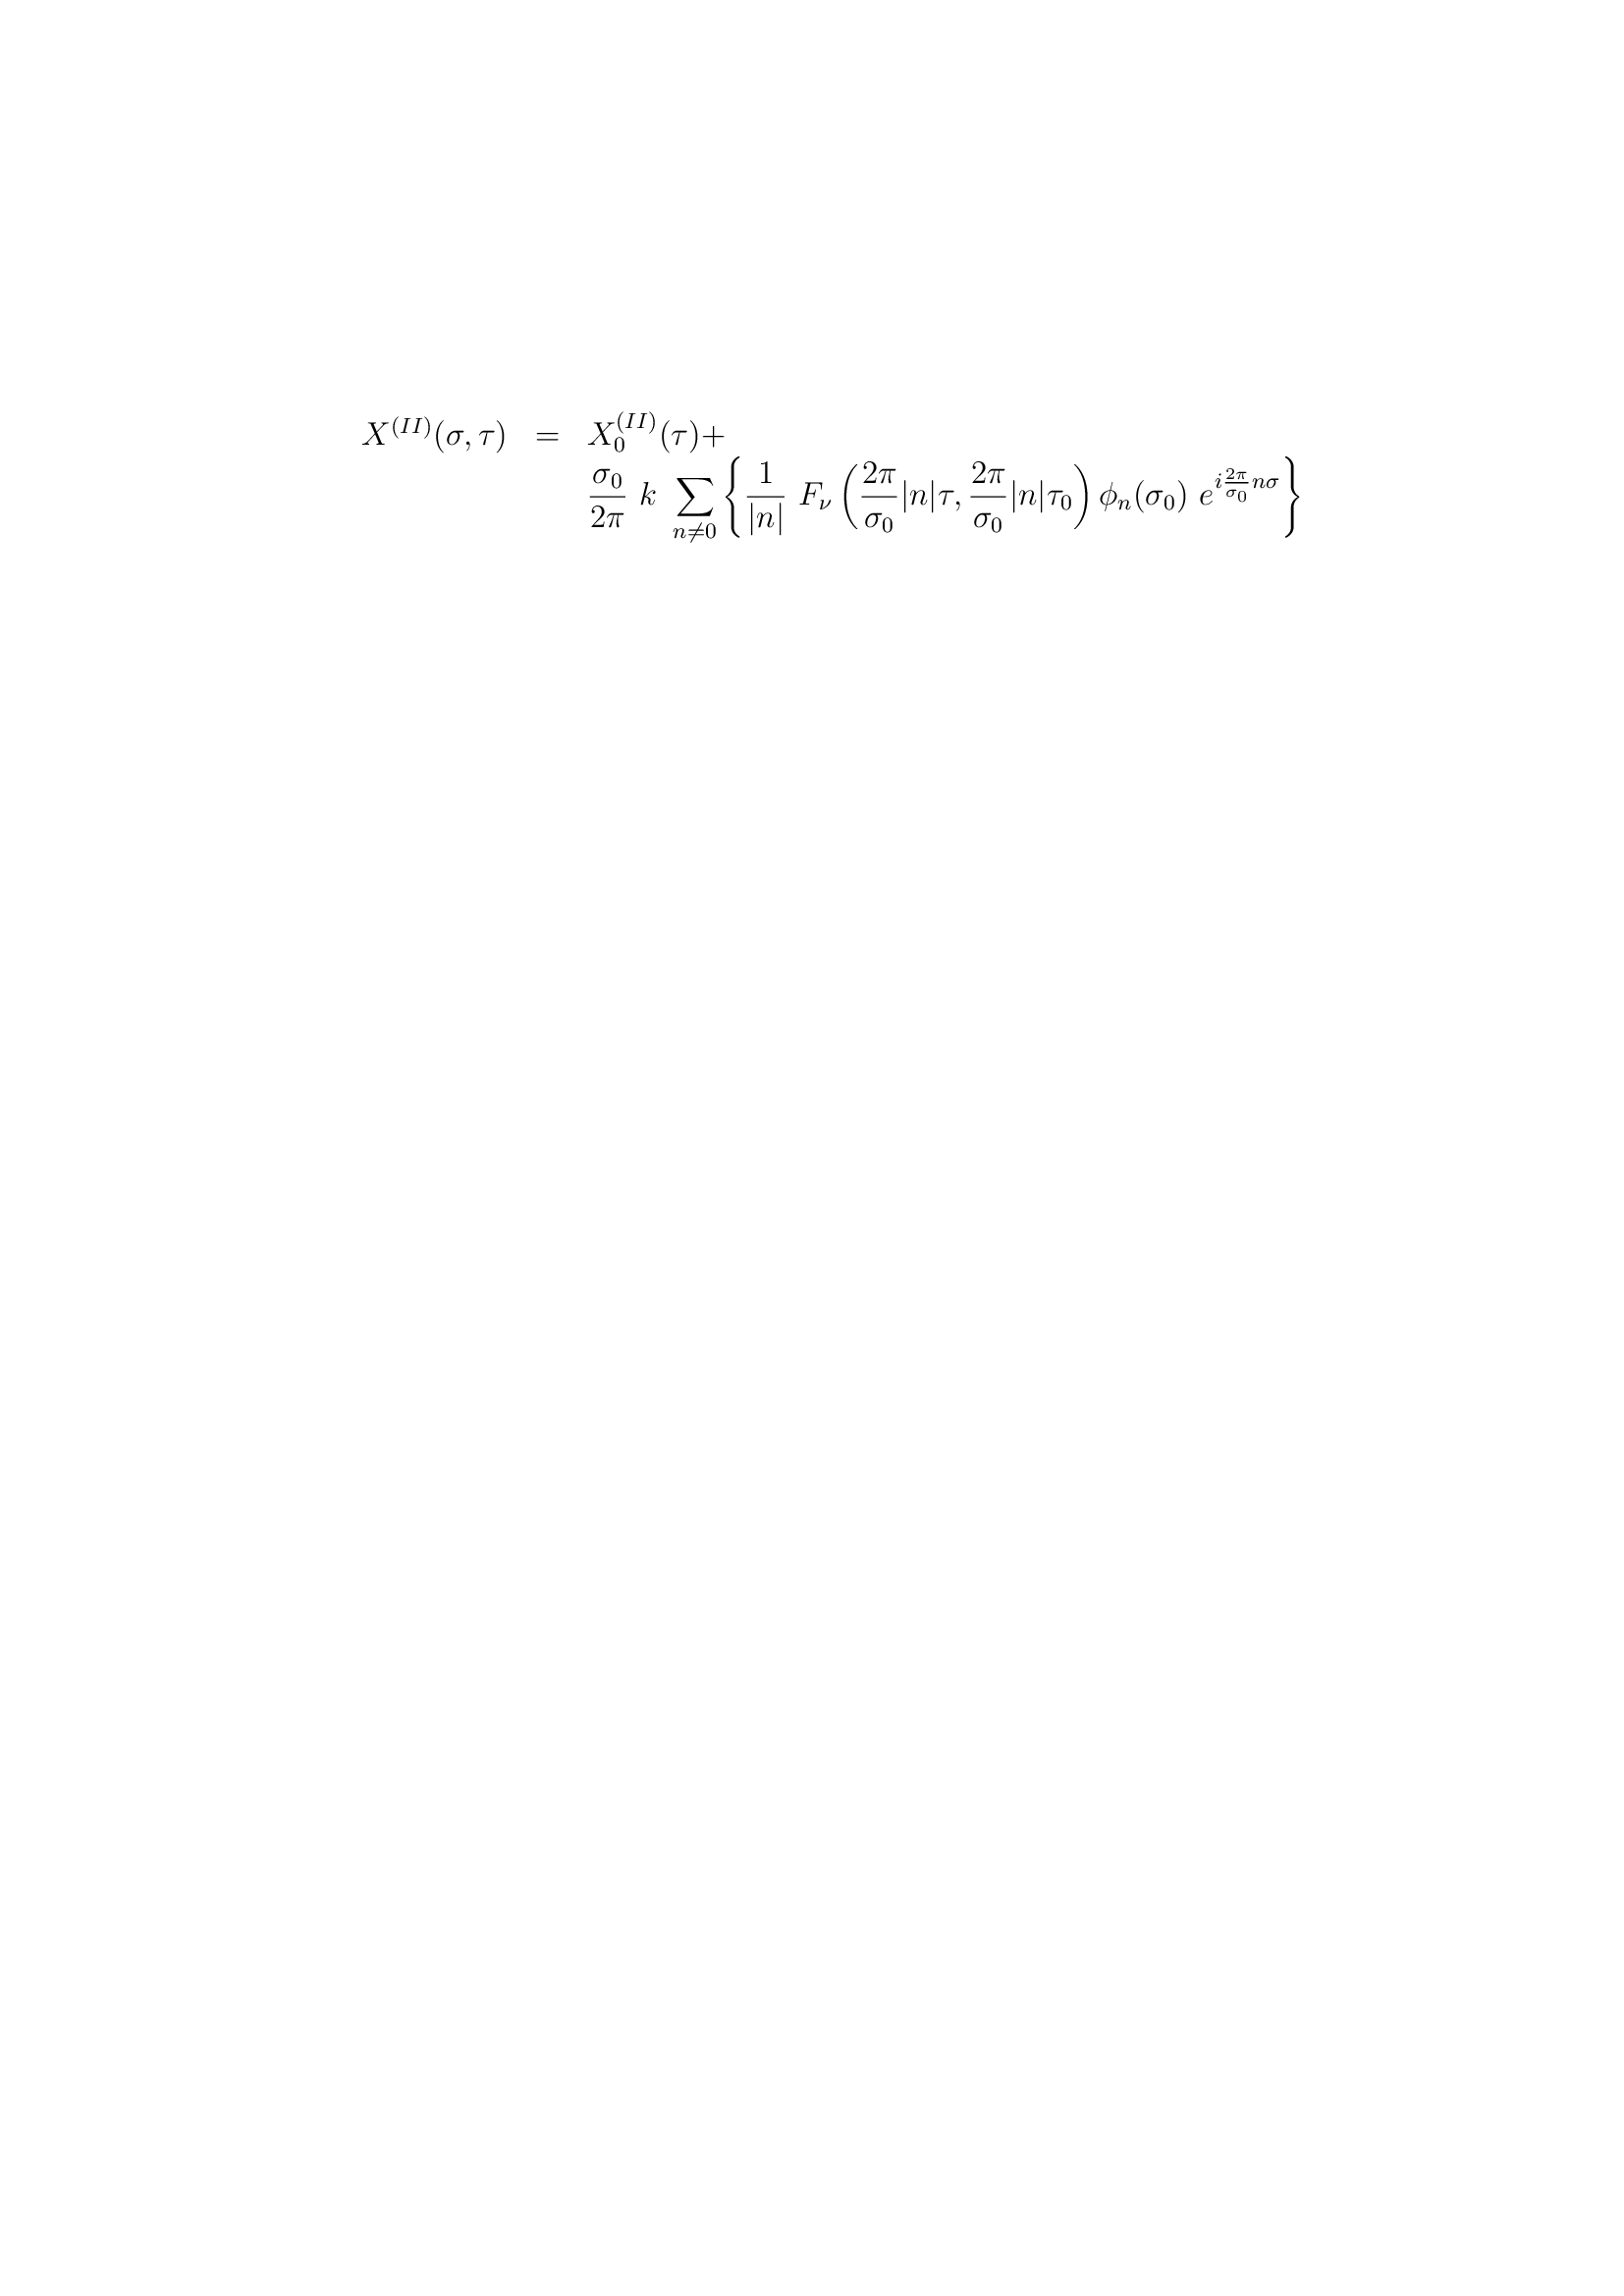 X^{(II)}(\sigma, \tau) = X_0^{(II)}(\tau) +
\frac{\sigma_0}{2\pi} \ k \ \sum_{n \neq 0} \left\{ \frac{1}{|n|} \ F_\nu \left( \frac{2\pi}{\sigma_0} |n| \tau, \frac{2\pi}{\sigma_0} |n| \tau_0 \right) \phi_n(\sigma_0) \ e^{i \frac{2\pi}{\sigma_0} n \sigma} \right\}